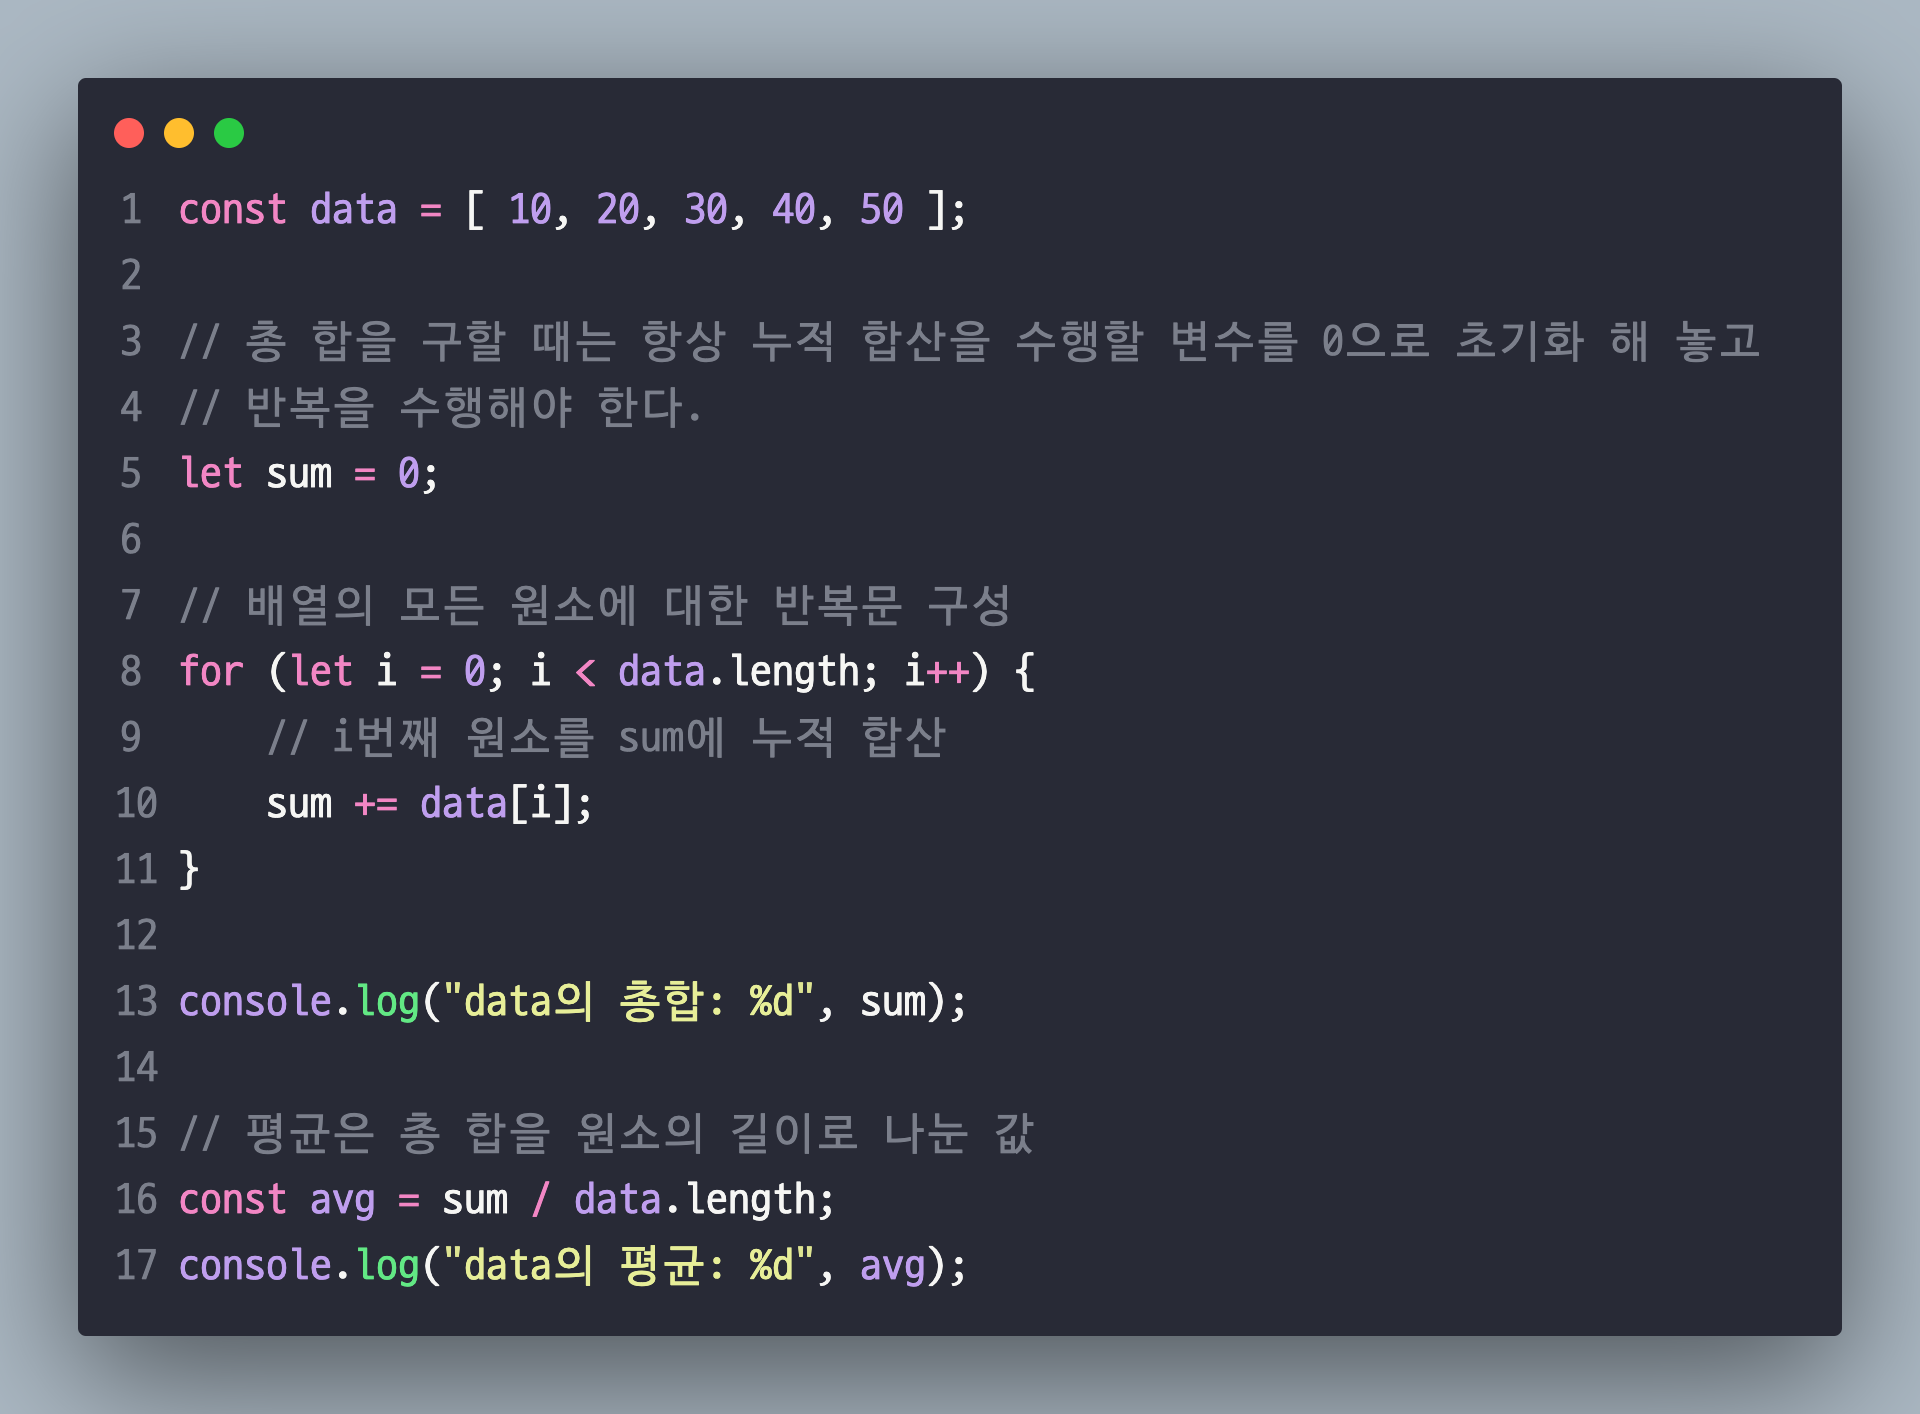 1 const data = [ 10, 20, 30, 40, 50 ];
2
3 // 총 합을 구할 때는 항상 누적 합산을 수행할 변수를 0으로 초기화 해 놓고
4 // 반복을 수행해야 한다.
5 let sum = 0;
6
7 // 배열의 모든 원소에 대한 반복문 구성
8 for (let i = 0; i < data.length; i++) {
9     // i번째 원소를 sum에 누적 합산
10     sum += data[i];
11 }
12
13 console.log("data의 총합: %d", sum);
14
15 // 평균은 총 합을 원소의 길이로 나눈 값
16 const avg = sum / data.length;
17 console.log("data의 평균: %d", avg);